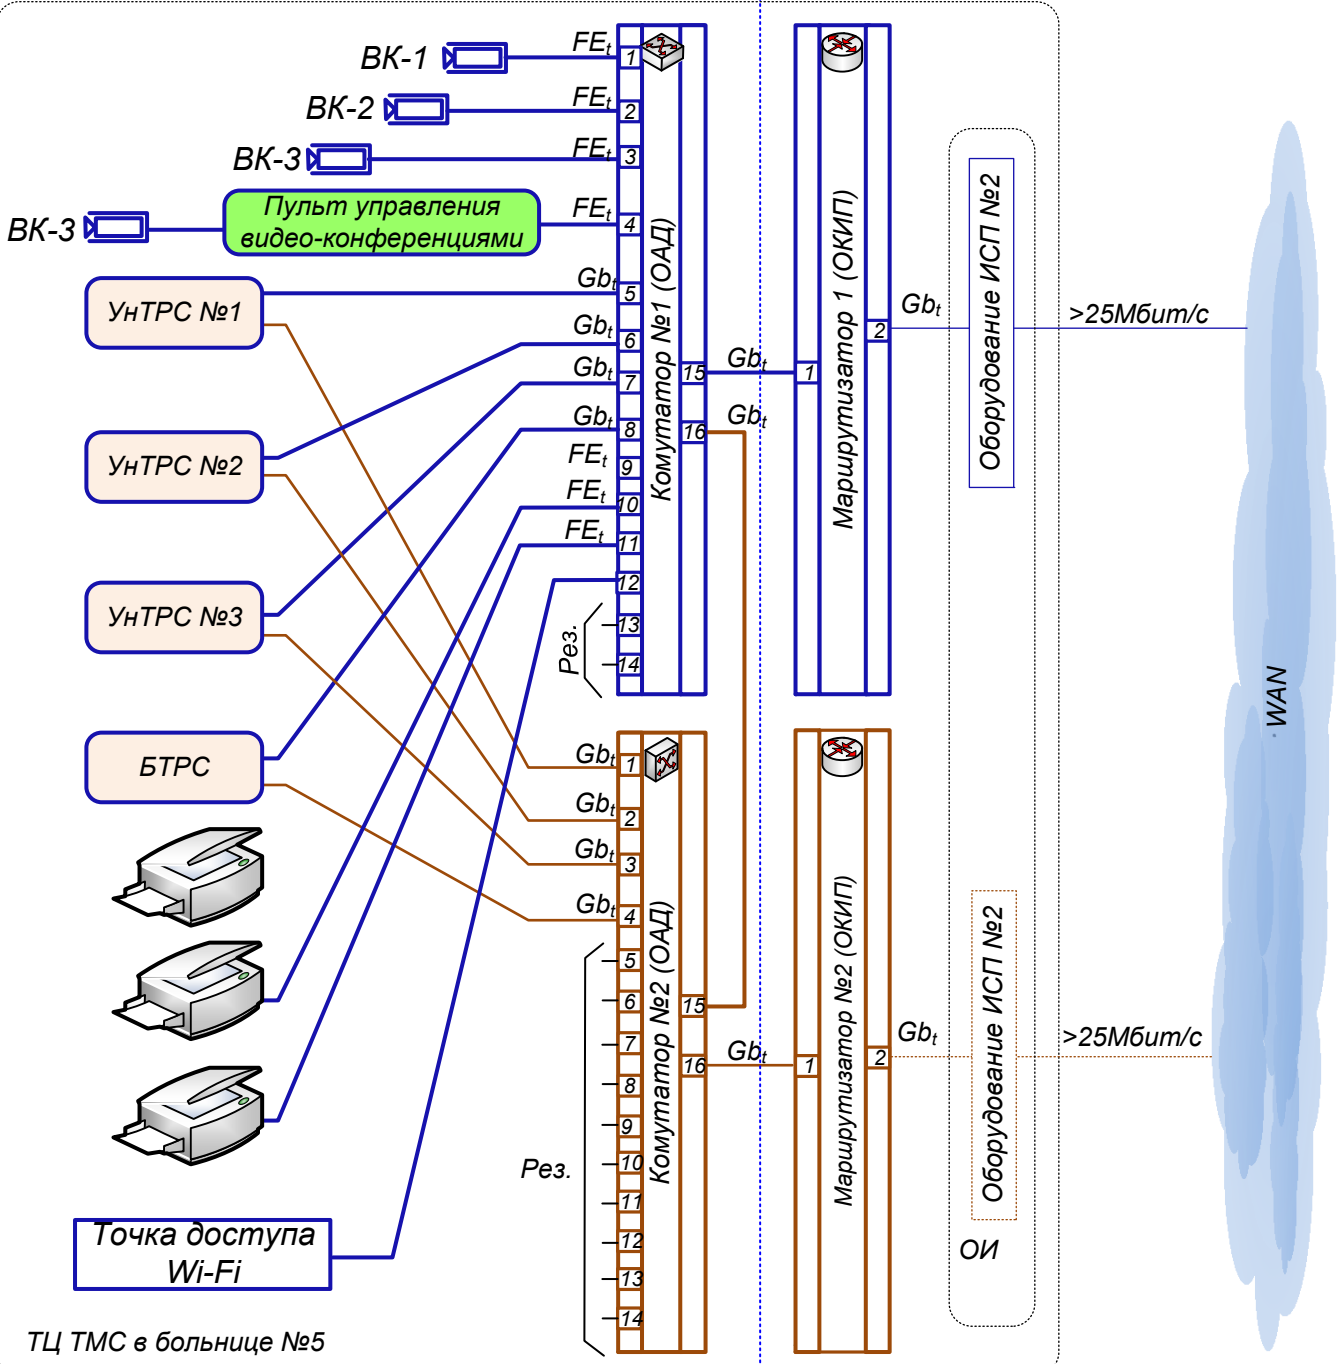 ВК-1
FEt
1
ВК-2
FEt
2
ВК-3
FEt
3
ВК-3
Пульт управления
видео-конференциями
FEt
4
УнТРС №1
Gbt
5
Gbt
6
Gbt
7
УнТРС №2
Gbt
8
FEt
9
FEt
10
FEt
11
12
УнТРС №3
13
14
Рез.
15
16
Комутатор №1 (ОАД)
Gbt
Gbt
1
Маршрутизатор 1 (ОКИП)
2
Gbt
Оборудование ИСП №2
>25Мбит/с
WAN
БТРС
Gbt
1
Gbt
2
Gbt
3
Gbt
4
5
6
7
8
9
10
11
12
13
14
Рез.
Комутатор №2 (ОАД)
15
16
Gbt
1
Маршрутизатор №2 (ОКИП)
2
Gbt
Оборудование ИСП №2
>25Мбит/с
ОИ
Точка доступа
Wi-Fi
ТЦ ТМС в больнице №5